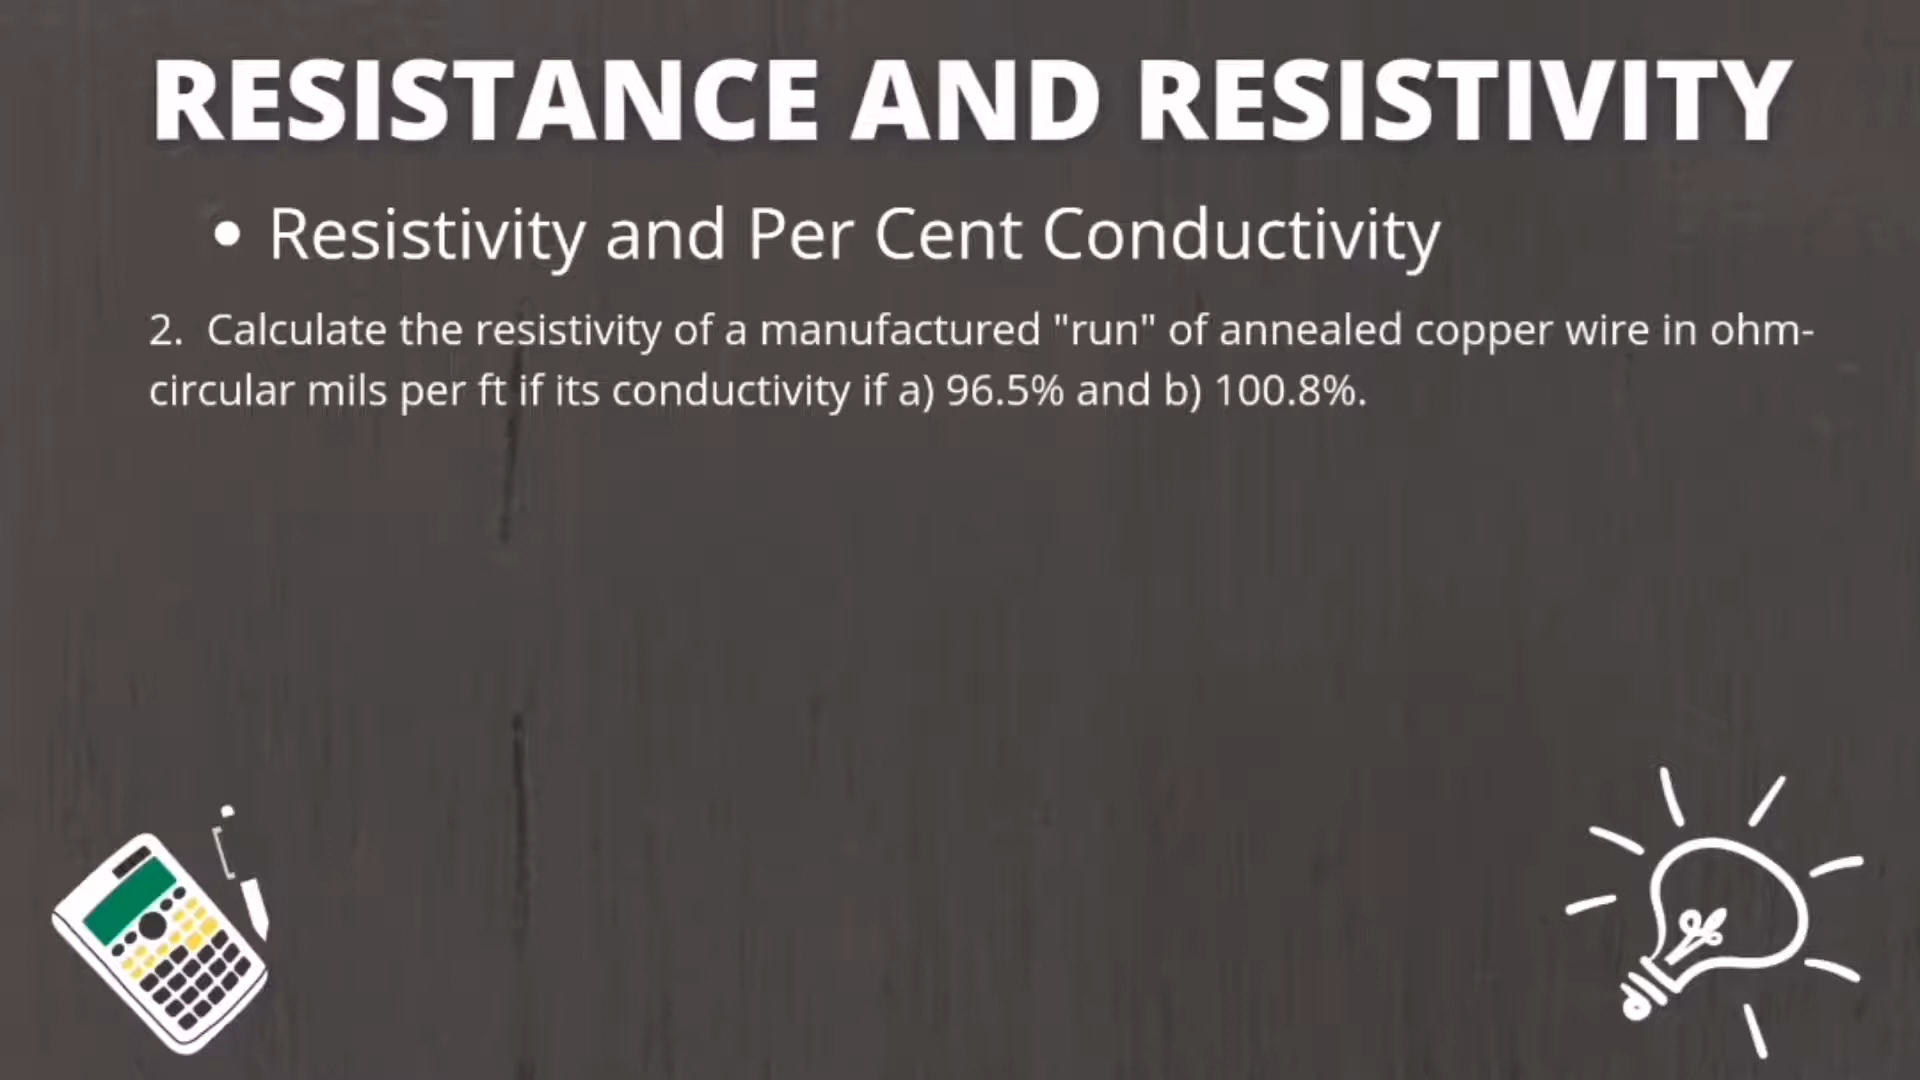 RESISTANCE AND RESISTIVITY
• Resistivity and Per Cent Conductivity
2. Calculate the resistivity of a manufactured "run" of annealed copper wire in ohm-
circular mils per ft if its conductivity if a) 96.5% and b) 100.8%.